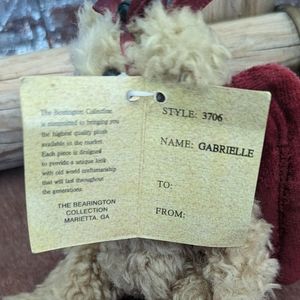 The Bearington Collection
is committed to bringing you
the highest quality plush
available in the market.
Each piece is designed
to provide a unique look
with old world craftsmanship
that will last throughout
the generations.
THE BEARINGTON
COLLECTION
MARIETTA, GA
STYLE: 3706
NAME: GABRIELLE
TO:
FROM: